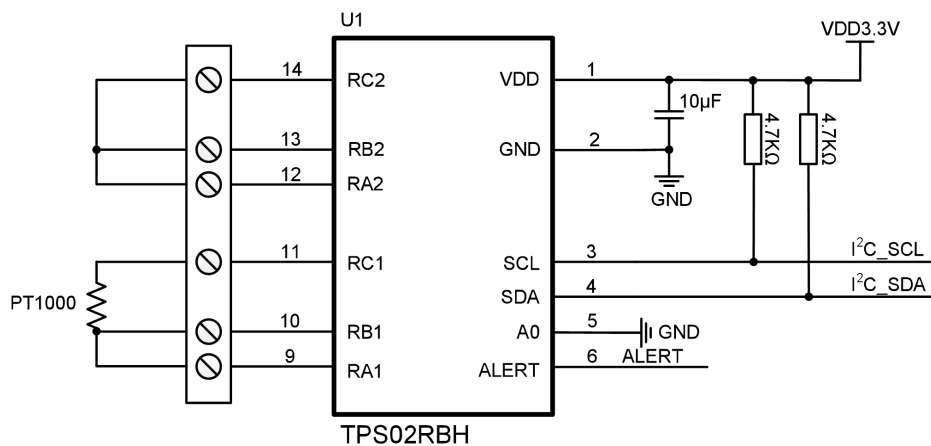 U1
VDD3.3V
14 RC2 VDD 1
10μF
4.7KΩ 4.7KΩ
13 RB2 GND 2
12 RA2
GND
11 RC1 SCL 3 I²C_SCL
SDA 4 I²C_SDA
PT1000
10 RB1 A0 5 GND
9 RA1 ALERT 6 ALERT
TPS02RBH